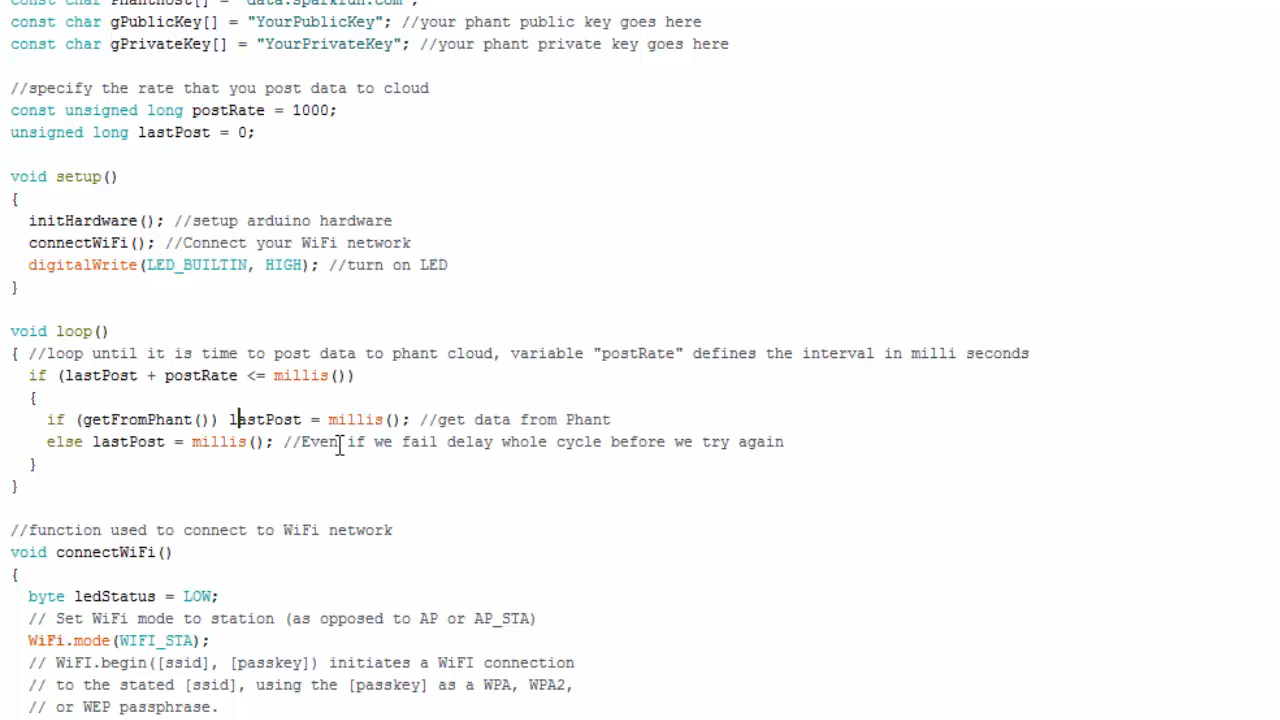 const char PhantHost[] = "data.sparkfun.com";
const char gPublicKey[] = "YourPublicKey"; //your phant public key goes here
const char gPrivateKey[] = "YourPrivateKey"; //your phant private key goes here
//specify the rate that you post data to cloud
const unsigned long postRate = 1000;
unsigned long lastPost = 0;
void setup()
{
initHardware(); //setup arduino hardware
connectWiFi(); //Connect your WiFi network
digitalWrite(LED_BUILTIN, HIGH); //turn on LED
}
void loop()
{ //loop until it is time to post data to phant cloud, variable "postRate" defines the interval in milli seconds
if (lastPost + postRate <= millis())
{
if (getFromPhant()) lastPost = millis(); //get data from Phant
else lastPost = millis(); //Even if we fail delay whole cycle before we try again
}
}
//function used to connect to WiFi network
void connectWiFi()
{
byte ledStatus = LOW;
// Set WiFi mode to station (as opposed to AP or AP_STA)
WiFi.mode(WIFI_STA);
// WiFI.begin([ssid], [passkey]) initiates a WiFI connection
// to the stated [ssid], using the [passkey] as a WPA, WPA2,
// or WEP passphrase.